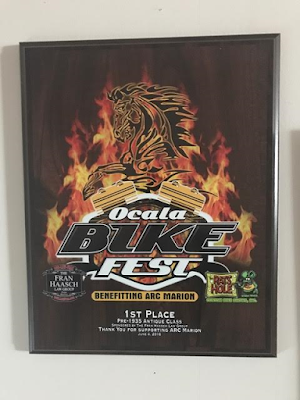 Ocala
BIKE
FEST
BENEFITTING ARC MARION
THE
FRAN
HAASCH
LAW GROUP
1ST PLACE
PRE-1935 ANTIQUE CLASS
SPONSORED BY THE FRAN HAASCH LAW GROUP
THANK YOU FOR SUPPORTING ARC MARION